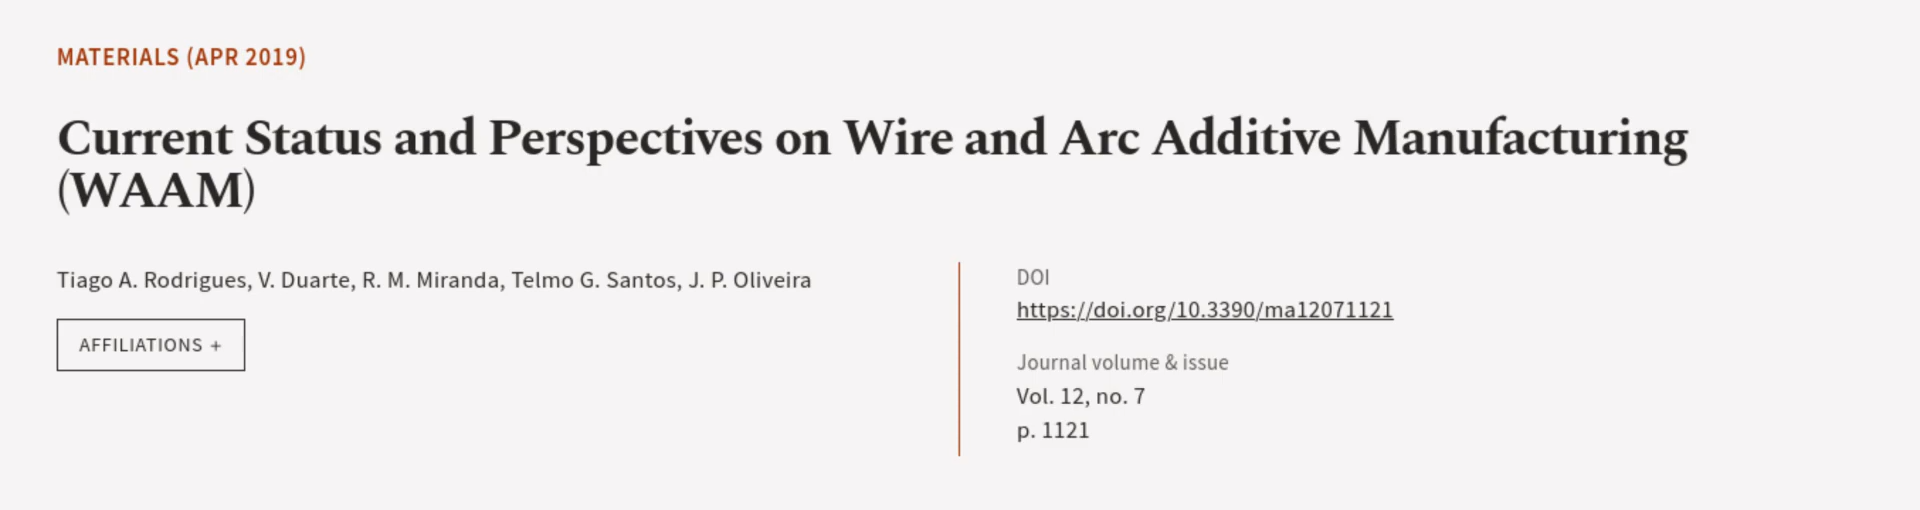 MATERIALS (APR 2019)
Current Status and Perspectives on Wire and Arc Additive Manufacturing
(WAAM)
Tiago A. Rodrigues, V. Duarte, R. M. Miranda, Telmo G. Santos, J. P. Oliveira
AFFILIATIONS +
DOI
https://doi.org/10.3390/ma12071121
Journal volume & issue
Vol. 12, no. 7
p. 1121